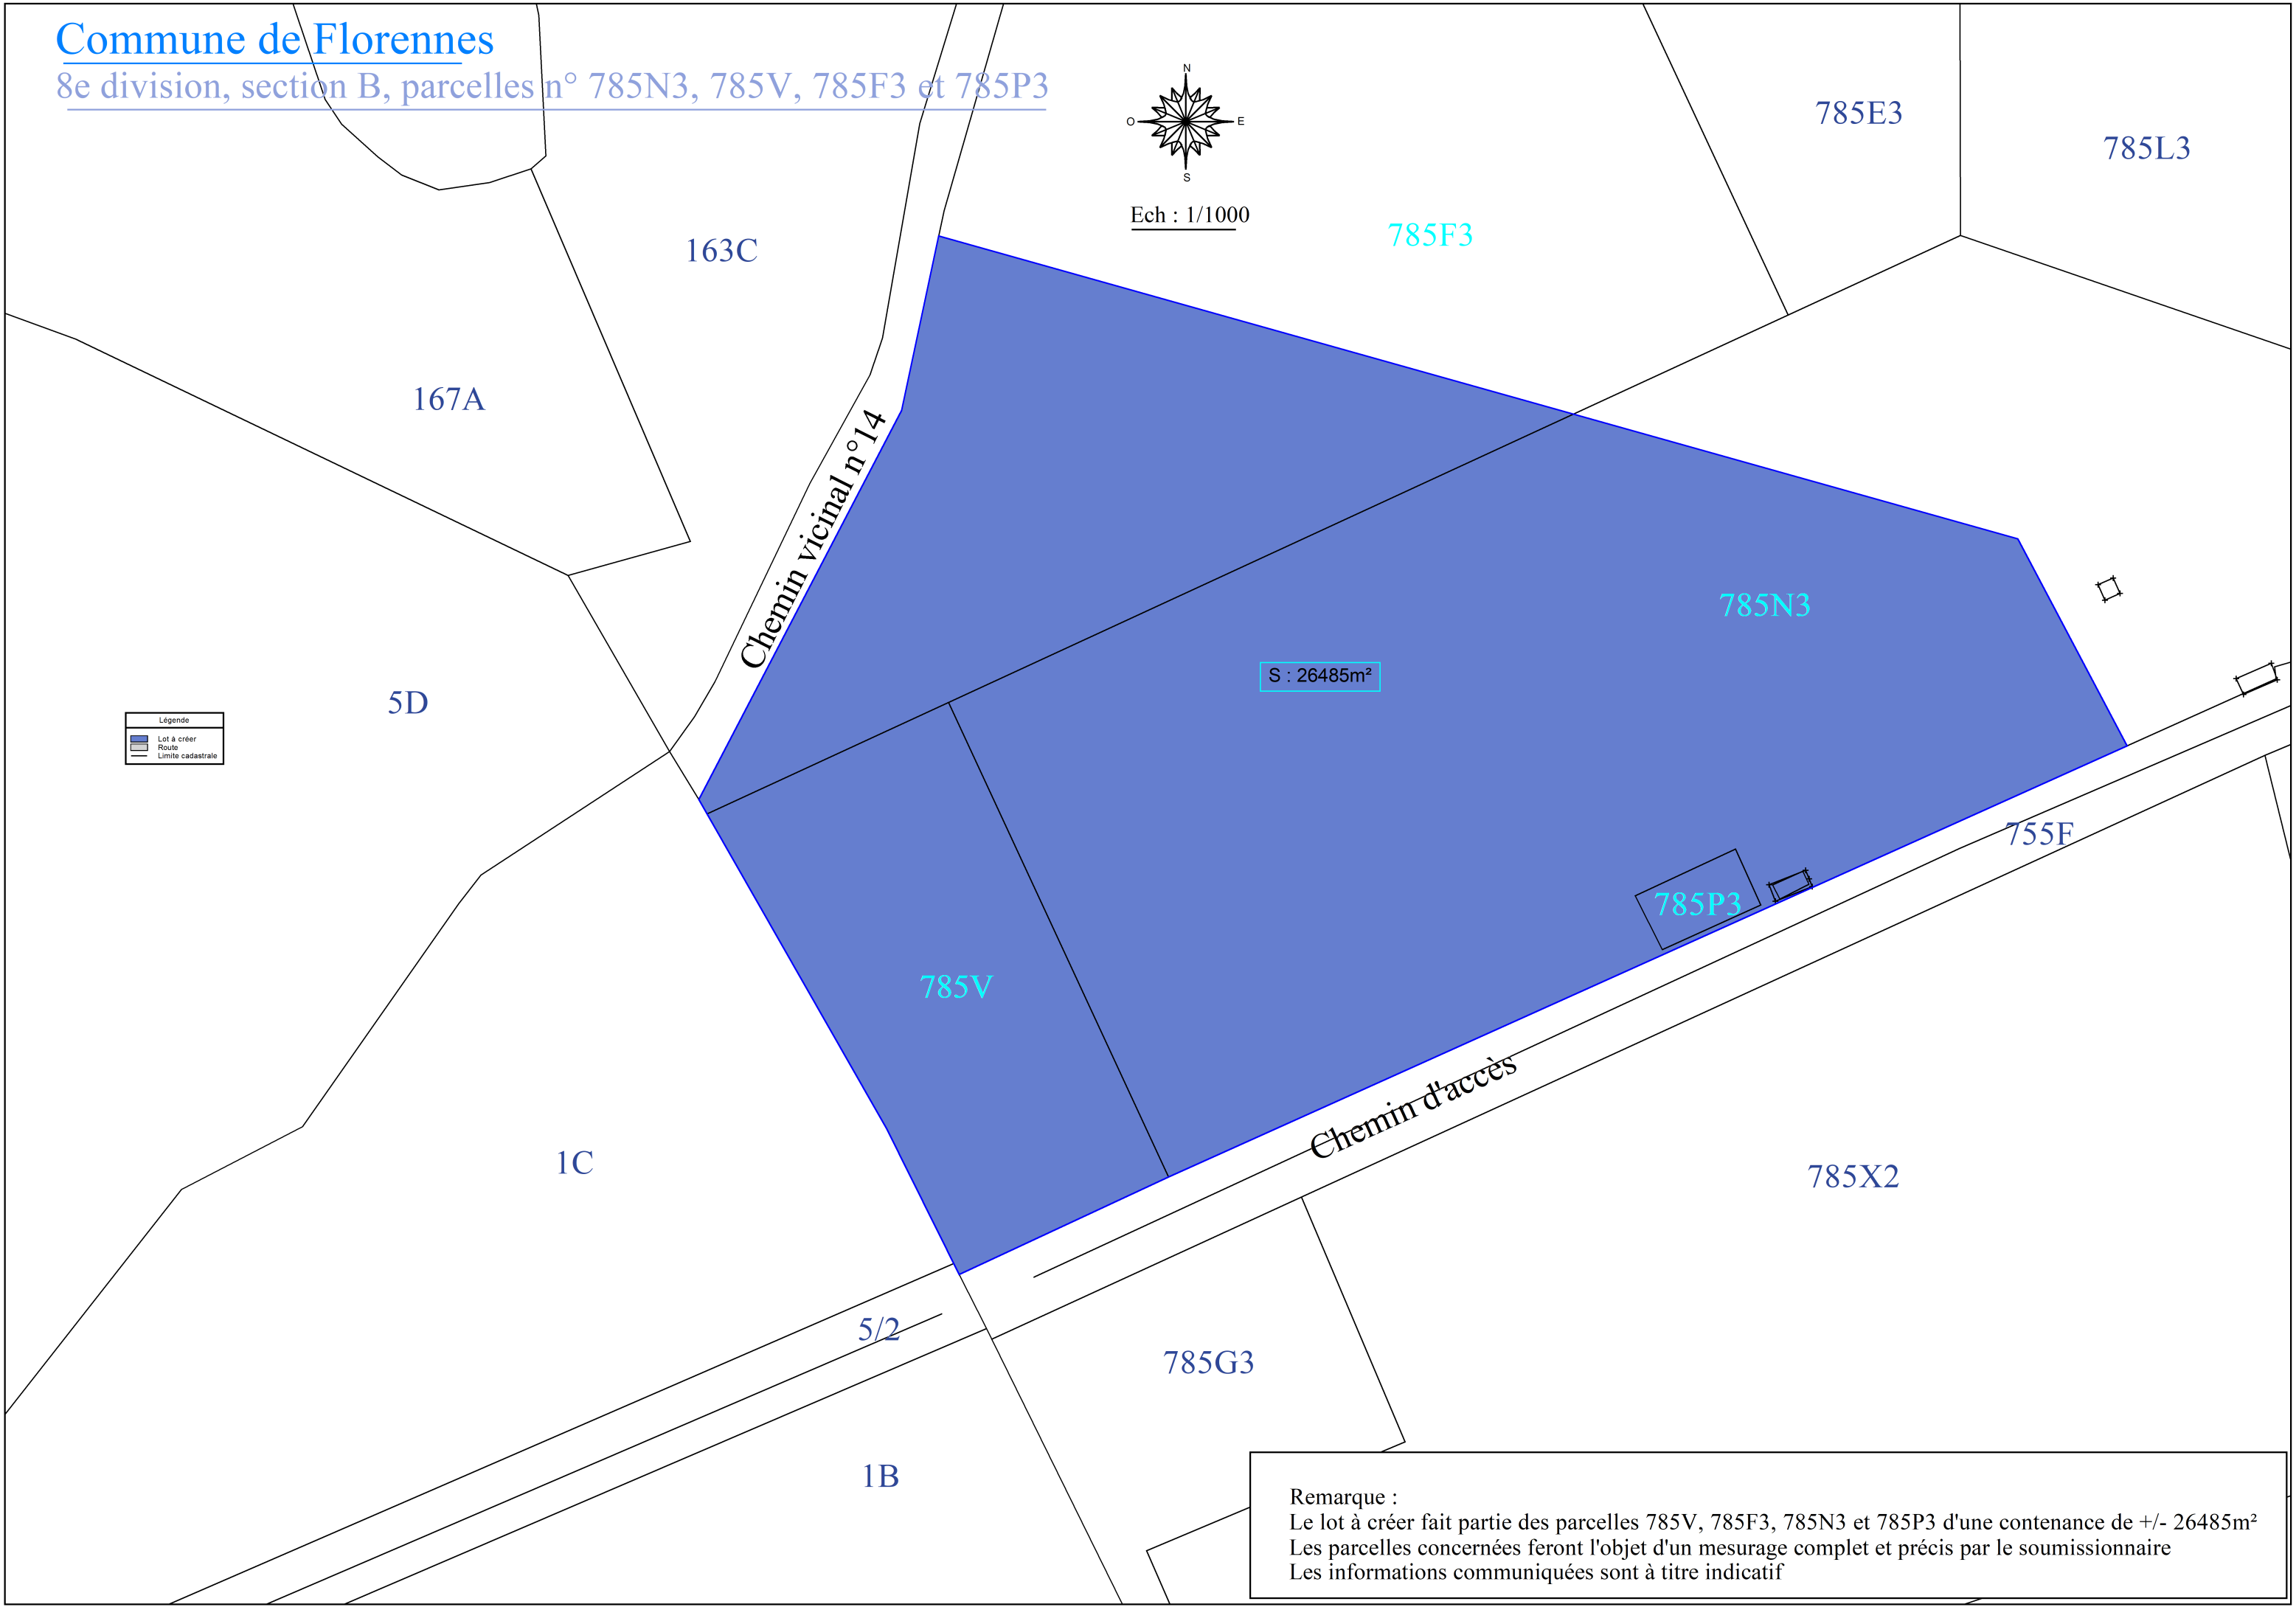 Commune de Florennes
8e division, section B, parcelles n° 785N3, 785V, 785F3 et 785P3
N
O
E
S
Ech : 1/1000
785E3
785L3
785F3
163C
167A
Chemin vicinal n°14
785N3
S : 26485m²
5D
Légende
Lot à créer
Route
Limite cadastrale
755F
785P3
785V
Chemin d'accès
1C
785X2
5/2
785G3
1B
Remarque :
Le lot à créer fait partie des parcelles 785V, 785F3, 785N3 et 785P3 d'une contenance de +/- 26485m²
Les parcelles concernées feront l'objet d'un mesurage complet et précis par le soumissionnaire
Les informations communiquées sont à titre indicatif